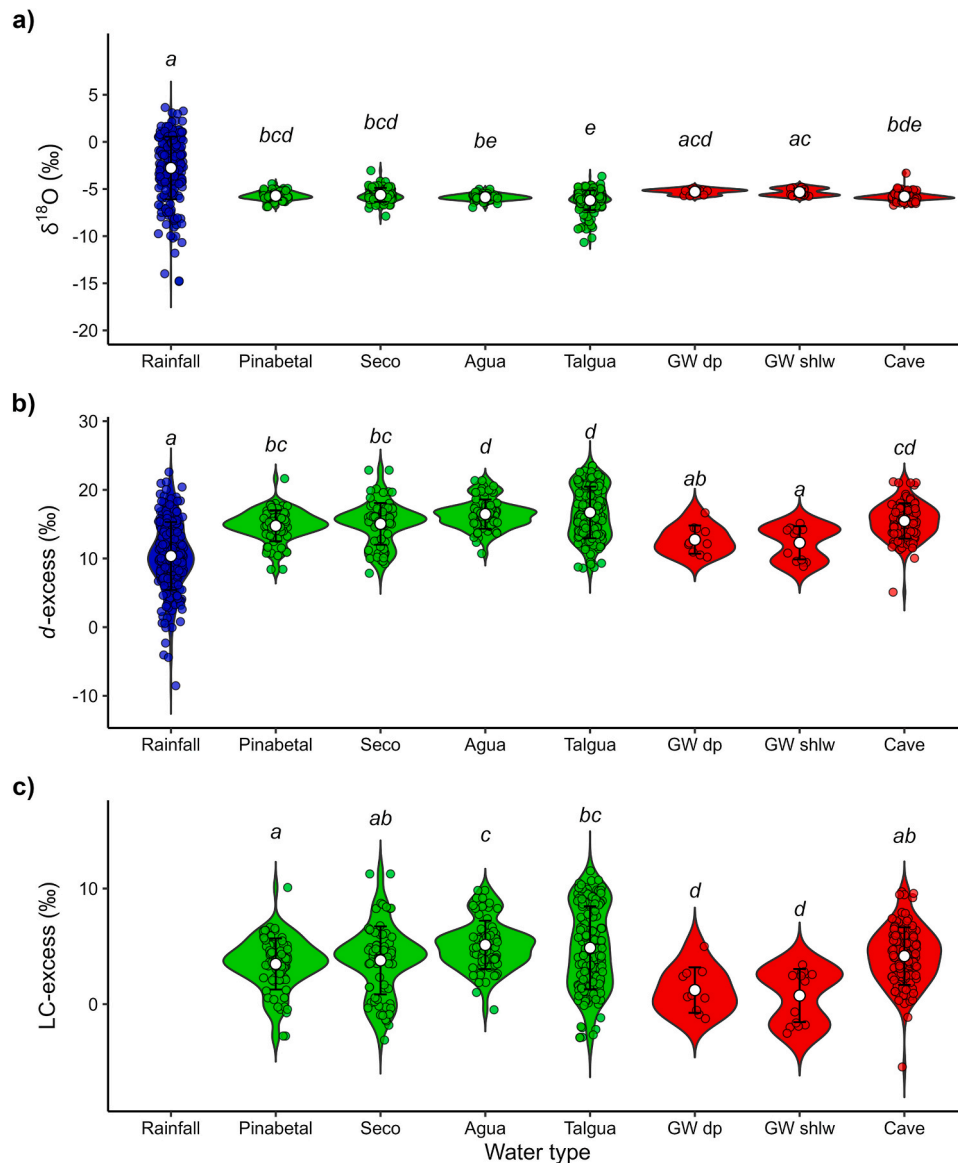 a)
a
bcd
bcd
be
e
acd
ac
bde
5
0
-5
-10
-15
-20
δ18O (‰)
Rainfall Pinabetal Seco Agua Talgua GW dp GW shlw Cave
b)
a
bc
bc
d
d
ab
a
cd
30
20
10
0
-10
d-excess (‰)
Rainfall Pinabetal Seco Agua Talgua GW dp GW shlw Cave
c)
a
ab
c
bc
d
d
ab
10
0
LC-excess (‰)
Rainfall Pinabetal Seco Agua Talgua GW dp GW shlw Cave
Water type